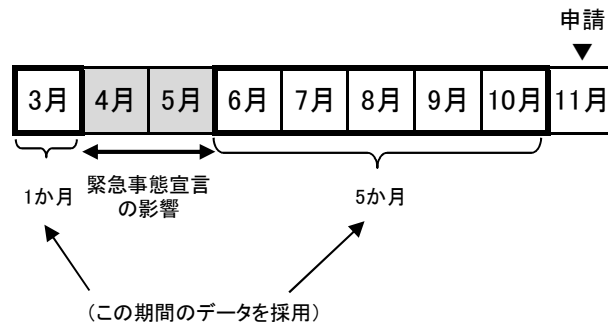 申請
▼
3月 4月 5月 6月 7月 8月 9月 10月 11月
1か月
緊急事態宣言
の影響
5か月
(この期間のデータを採用)